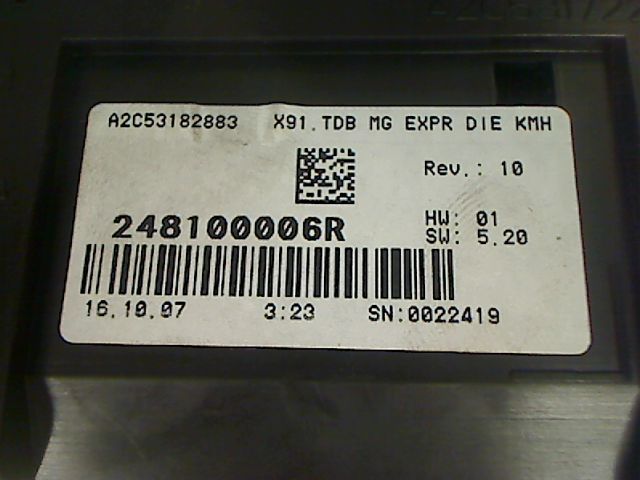 A2C53182883 X91.TDB MG EXPR DIE KMH
Rev.: 10
248100006R
HW: 01
SW: 5.20
16.10.07 3:23 SN:0022419